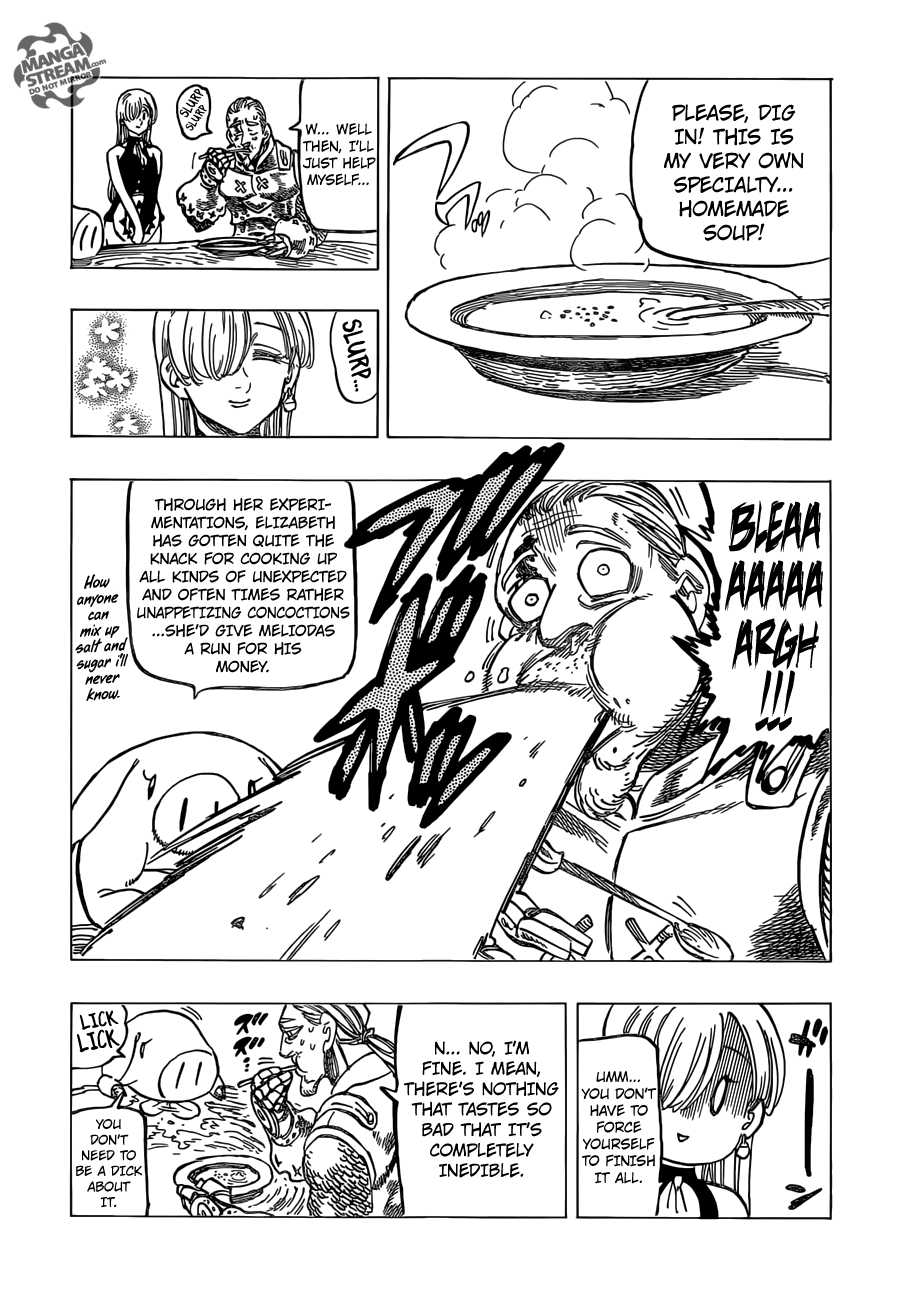 MANGA
STREAM.com
DO NOT MIRROR
PLEASE, DIG
IN! THIS IS
MY VERY OWN
SPECIALTY...
HOMEMADE
SOUP!
W... WELL
THEN, I'LL
JUST HELP
MYSELF...
SLURP
SLURP
SLURP...
BLEAA
AAAAA
ARGH
!!!
THROUGH HER EXPERI-
MENTATIONS, ELIZABETH
HAS GOTTEN QUITE THE
KNACK FOR COOKING UP
ALL KINDS OF UNEXPECTED
AND OFTEN TIMES RATHER
UNAPPETIZING CONCOCTIONS
...SHE'D GIVE MELIODAS
A RUN FOR HIS
MONEY.
How
anyone
can
mix up
salt and
sugar i'll
never
know.
UMM...
YOU DON'T
HAVE TO
FORCE
YOURSELF
TO FINISH
IT ALL.
N... NO, I'M
FINE. I MEAN,
THERE'S NOTHING
THAT TASTES SO
BAD THAT IT'S
COMPLETELY
INEDIBLE.
LICK
LICK
YOU
DON'T
NEED TO
BE A DICK
ABOUT
IT.